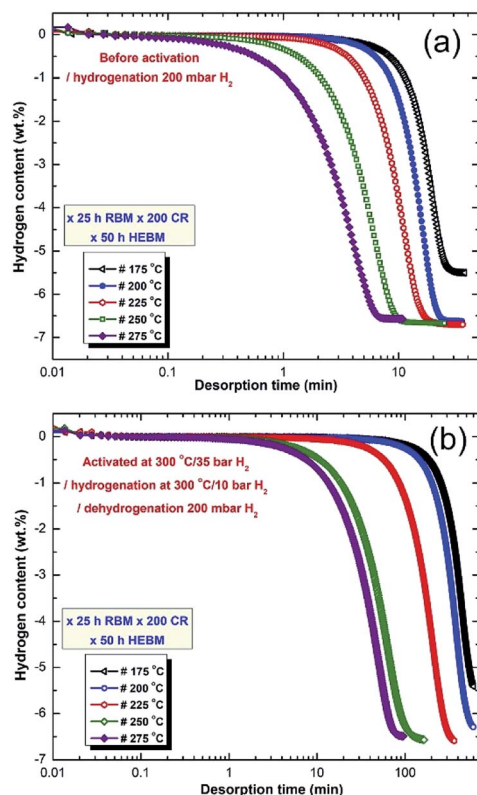 (a)
Before activation
/ hydrogenation 200 mbar H2
Hydrogen content (wt.%)
0
-1
-2
-3
-4
-5
-6
-7
x 25 h RBM x 200 CR
x 50 h HEBM
# 175 °C
# 200 °C
# 225 °C
# 250 °C
# 275 °C
0.01 0.1 1 10
Desorption time (min)
(b)
Activated at 300 °C/35 bar H2
/ hydrogenation at 300 °C/10 bar H2
/ dehydrogenation 200 mbar H2
Hydrogen content (wt.%)
0
-1
-2
-3
-4
-5
-6
-7
x 25 h RBM x 200 CR
x 50 h HEBM
# 175 °C
# 200 °C
# 225 °C
# 250 °C
# 275 °C
0.01 0.1 1 10 100
Desorption time (min)